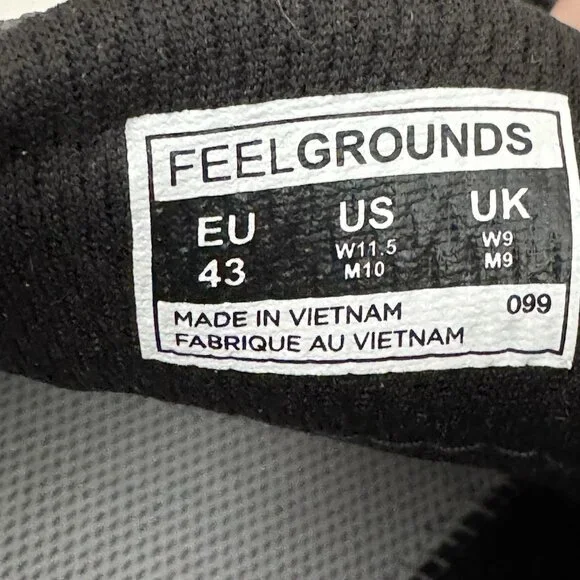 FEELGROUNDS
EU US UK
43 W11.5 W9
M10 M9
MADE IN VIETNAM 099
FABRIQUE AU VIETNAM